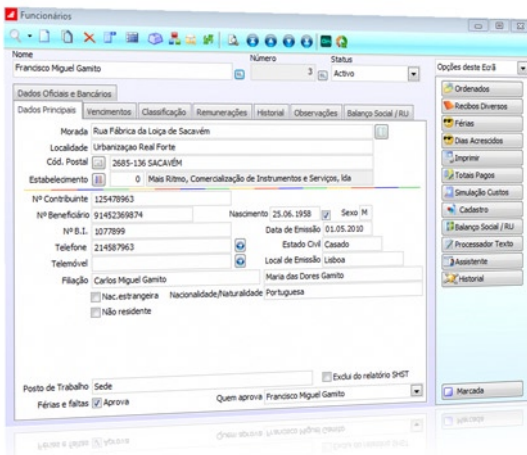 Funcionários
Nome
Número
Status
Francisco Miguel Gamito
3
Activo
Opções deste Ecrã
Dados Oficiais e Bancários
Dados Principais Vencimentos Classificação Remunerações Historial Observações Balanço Social / RU
Morada Rua Fábrica da Loiça de Sacavém
Localidade Urbanizaçao Real Forte
Cód. Postal 2685-136 SACAVÉM
Estabelecimento 0 Mais Ritmo, Comercialização de Instrumentos e Serviços, lda
Nº Contribuinte 125478963
Nº Beneficiário 91452369874 Nascimento 25.06.1958 Sexo M
Nº B.I. 1077899 Data de Emissão 01.05.2010
Telefone 214587963 Estado Civil Casado
Telemóvel Local de Emissão Lisboa
Filiação Carlos Miguel Gamito Maria das Dores Gamito
Nac.estrangeira Nacionalidade/Naturalidade Portuguesa
Não residente
Exclui do relatório SHST
Posto de Trabalho Sede
Férias e faltas Aprova Quem aprova Francisco Miguel Gamito
Ordenados
Recibos Diversos
Férias
Dias Acrescidos
Imprimir
Totais Pagos
Simulação Custos
Cadastro
Balanço Social / RU
Processador Texto
Assistente
Historial
Marcada